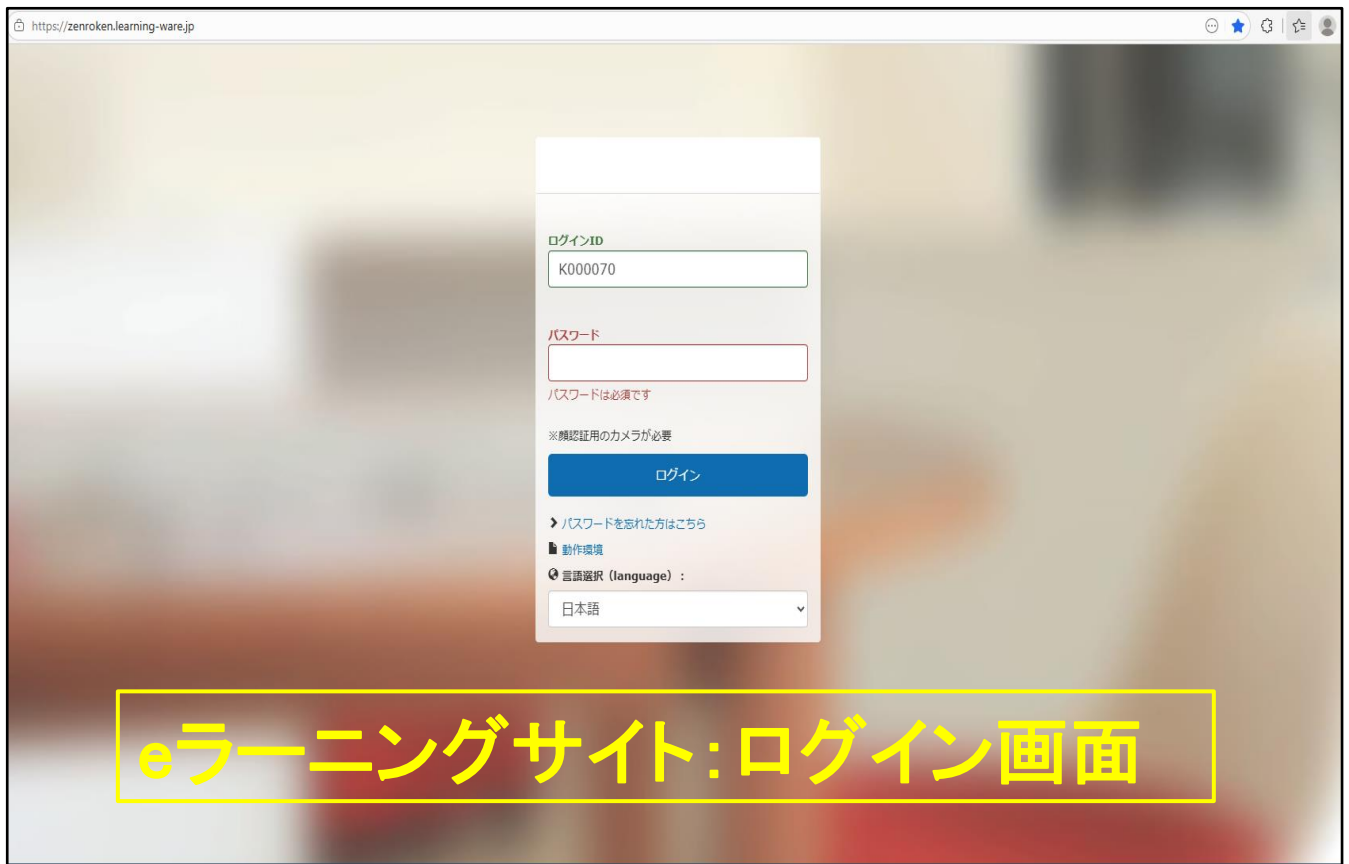 https://zenroken.learning-ware.jp
ログインID
K000070
パスワード
パスワードは必須です
※顔認証用のカメラが必要
ログイン
パスワードを忘れた方はこちら
動作環境
言語選択（language）：
日本語
eラーニングサイト：ログイン画面